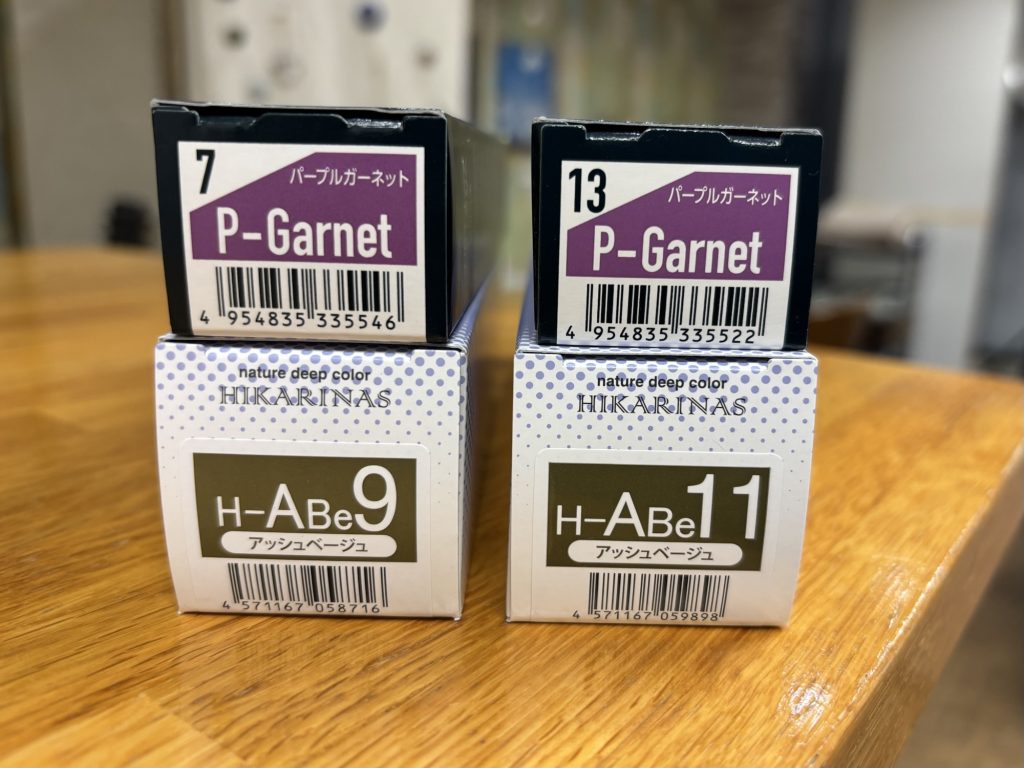 7
パープルガーネット
P-Garnet
4 954835 335546
13
パープルガーネット
P-Garnet
4 954835 335522
nature deep color
HIKARINAS
H-ABe9
アッシュベージュ
4 571167 058716
nature deep color
HIKARINAS
H-ABe11
アッシュベージュ
4 571167 059898